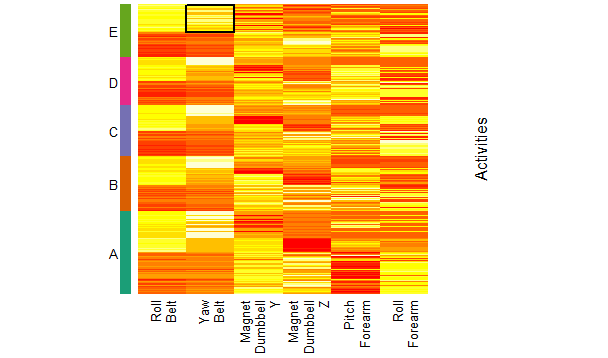 E
D
C
B
A
Activities
Roll
Belt
Yaw
Belt
Magnet
Dumbbell
Y
Magnet
Dumbbell
Z
Pitch
Forearm
Roll
Forearm